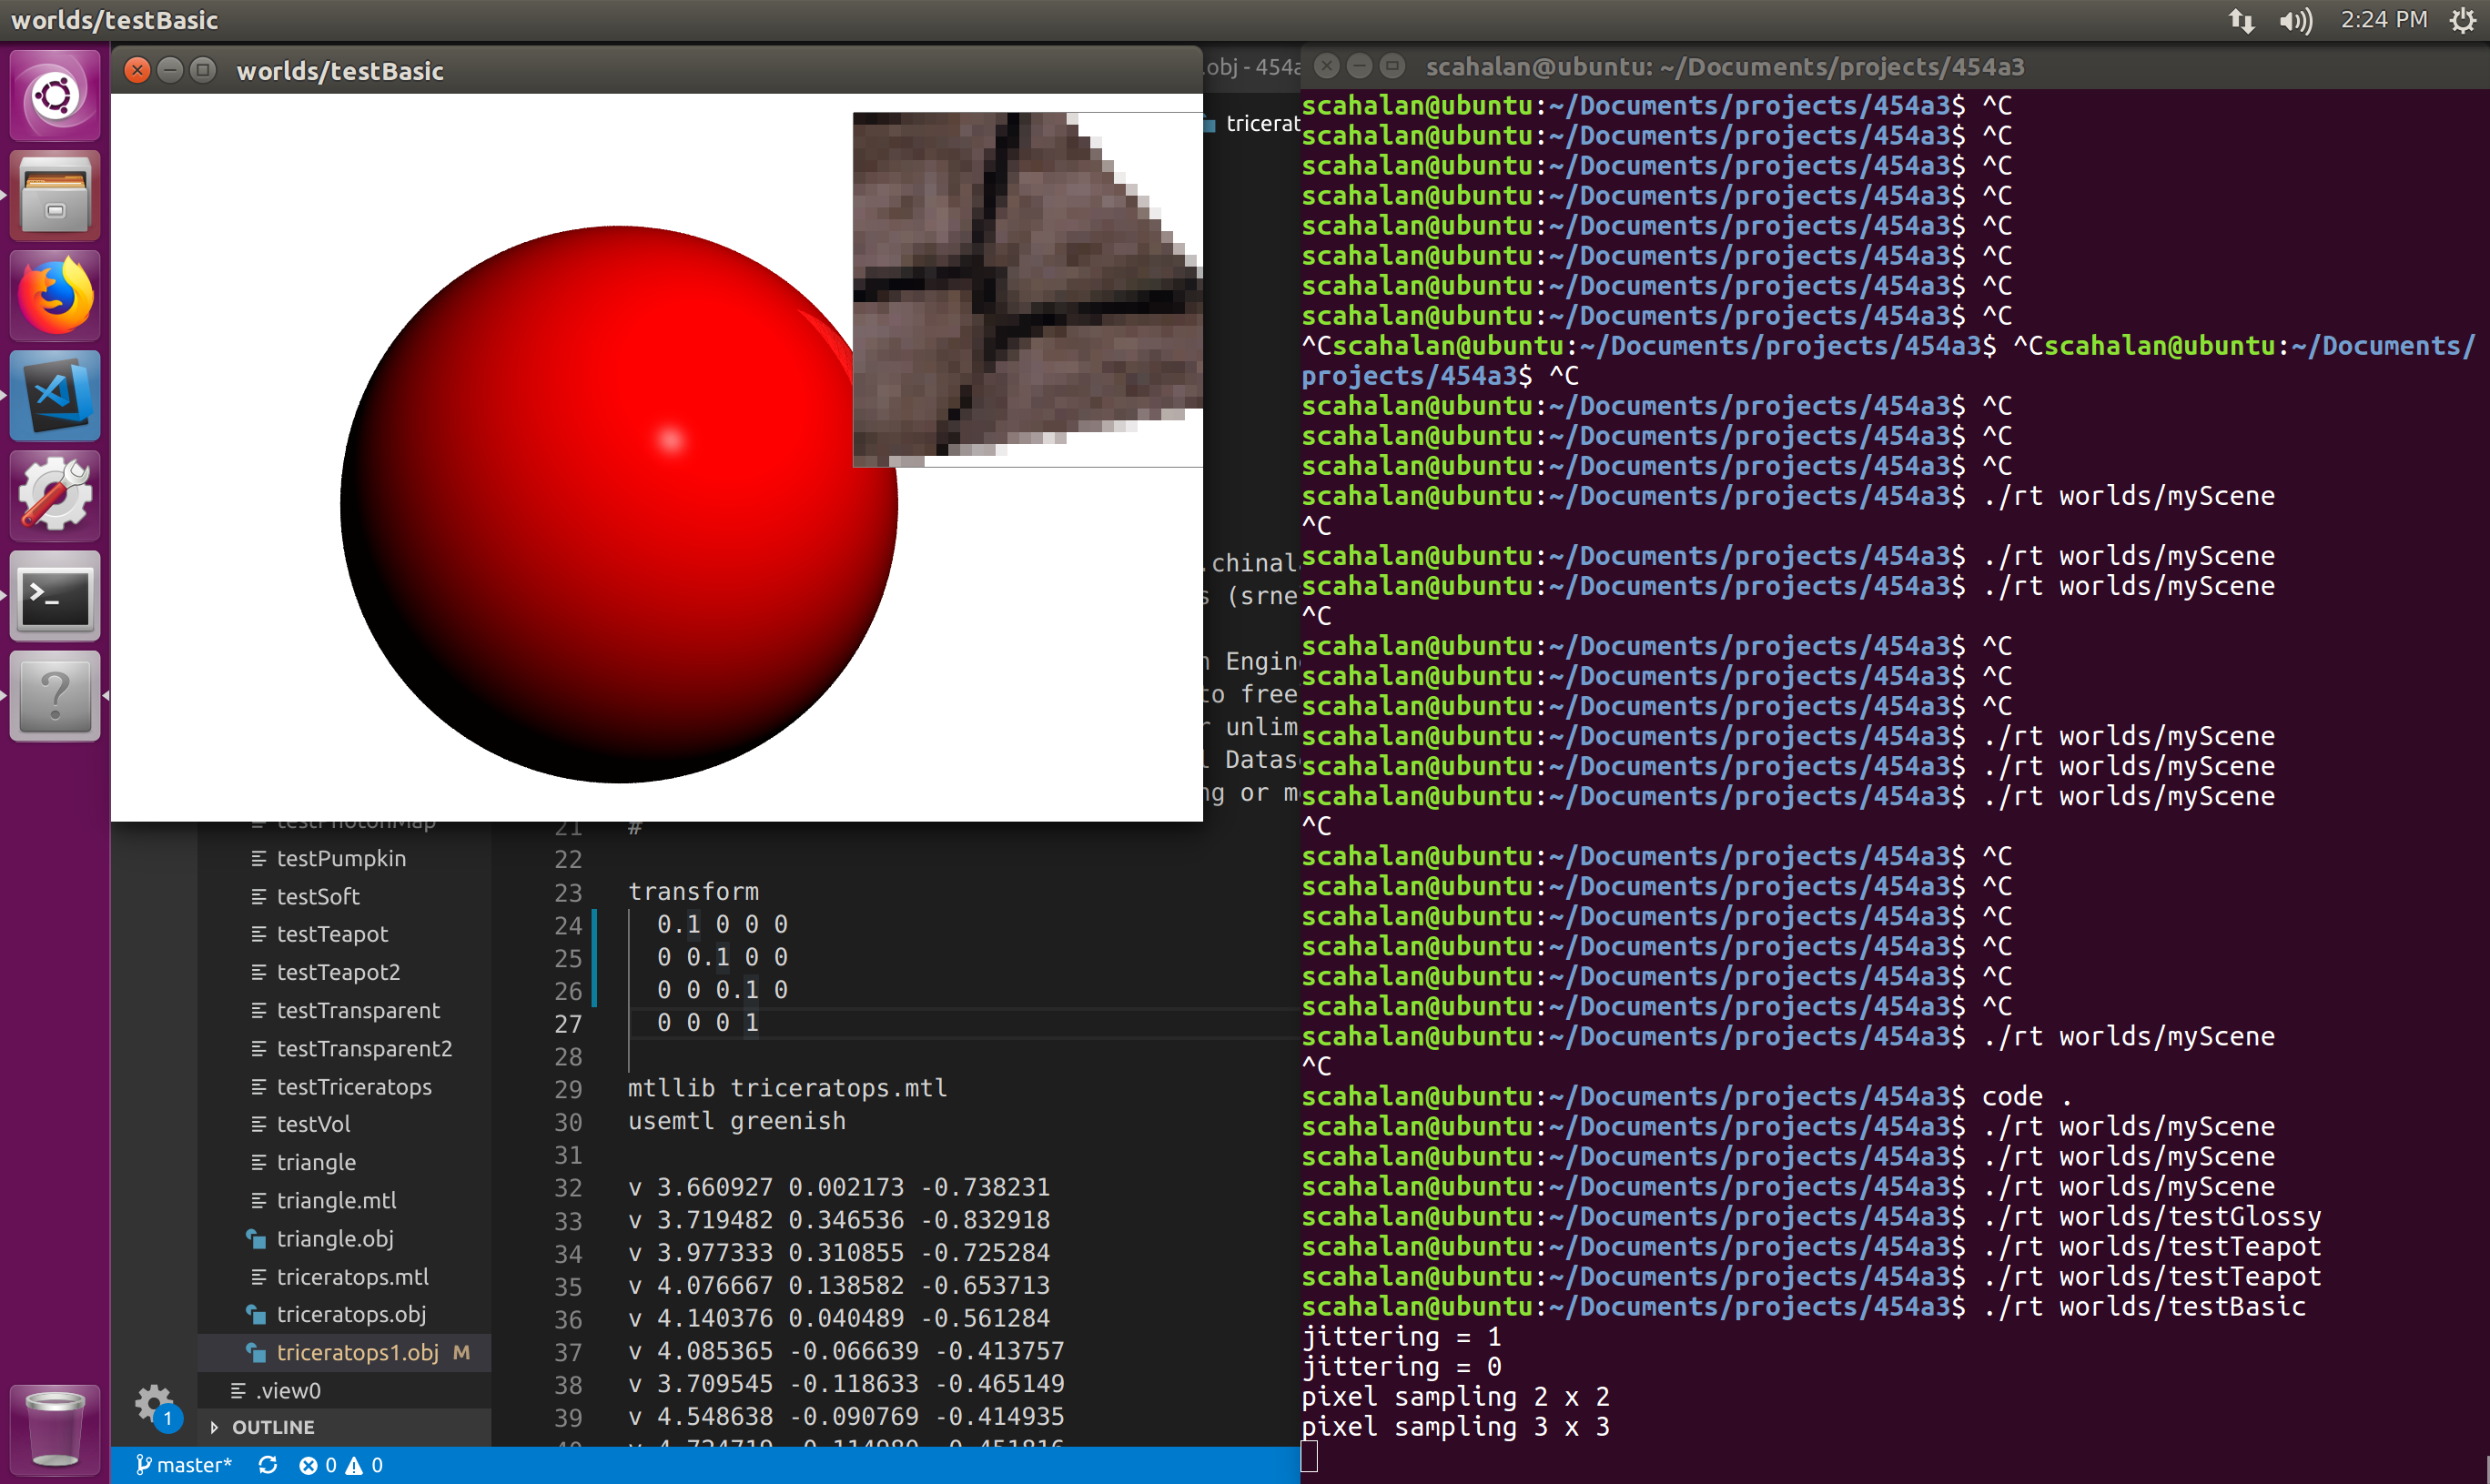 worlds/testBasic
2:24 PM
worlds/testBasic
.obj - 454a
tricerat
.chinal
s (srne
n Engin
to free
r unlim
l Datas
ng or m
testPhotonMap
testPumpkin
testSoft
testTeapot
testTeapot2
testTransparent
testTransparent2
testTriceratops
testVol
triangle
triangle.mtl
triangle.obj
triceratops.mtl
triceratops.obj
triceratops1.obj M
.view0
OUTLINE
1
master* 0 0
21 #
22
23 transform
24 0.1 0 0 0
25 0 0.1 0 0
26 0 0 0.1 0
27 0 0 0 1
28
29 mtllib triceratops.mtl
30 usemtl greenish
31
32 v 3.660927 0.002173 -0.738231
33 v 3.719482 0.346536 -0.832918
34 v 3.977333 0.310855 -0.725284
35 v 4.076667 0.138582 -0.653713
36 v 4.140376 0.040489 -0.561284
37 v 4.085365 -0.066639 -0.413757
38 v 3.709545 -0.118633 -0.465149
39 v 4.548638 -0.090769 -0.414935
scahalan@ubuntu: ~/Documents/projects/454a3
scahalan@ubuntu:~/Documents/projects/454a3$ ^C
scahalan@ubuntu:~/Documents/projects/454a3$ ^C
scahalan@ubuntu:~/Documents/projects/454a3$ ^C
scahalan@ubuntu:~/Documents/projects/454a3$ ^C
scahalan@ubuntu:~/Documents/projects/454a3$ ^C
scahalan@ubuntu:~/Documents/projects/454a3$ ^C
scahalan@ubuntu:~/Documents/projects/454a3$ ^C
scahalan@ubuntu:~/Documents/projects/454a3$ ^C
^Cscahalan@ubuntu:~/Documents/projects/454a3$ ^Cscahalan@ubuntu:~/Documents/
projects/454a3$ ^C
scahalan@ubuntu:~/Documents/projects/454a3$ ^C
scahalan@ubuntu:~/Documents/projects/454a3$ ^C
scahalan@ubuntu:~/Documents/projects/454a3$ ^C
scahalan@ubuntu:~/Documents/projects/454a3$ ./rt worlds/myScene
^C
scahalan@ubuntu:~/Documents/projects/454a3$ ./rt worlds/myScene
scahalan@ubuntu:~/Documents/projects/454a3$ ./rt worlds/myScene
^C
scahalan@ubuntu:~/Documents/projects/454a3$ ^C
scahalan@ubuntu:~/Documents/projects/454a3$ ^C
scahalan@ubuntu:~/Documents/projects/454a3$ ^C
scahalan@ubuntu:~/Documents/projects/454a3$ ./rt worlds/myScene
scahalan@ubuntu:~/Documents/projects/454a3$ ./rt worlds/myScene
scahalan@ubuntu:~/Documents/projects/454a3$ ./rt worlds/myScene
^C
scahalan@ubuntu:~/Documents/projects/454a3$ ^C
scahalan@ubuntu:~/Documents/projects/454a3$ ^C
scahalan@ubuntu:~/Documents/projects/454a3$ ^C
scahalan@ubuntu:~/Documents/projects/454a3$ ^C
scahalan@ubuntu:~/Documents/projects/454a3$ ^C
scahalan@ubuntu:~/Documents/projects/454a3$ ^C
scahalan@ubuntu:~/Documents/projects/454a3$ ./rt worlds/myScene
^C
scahalan@ubuntu:~/Documents/projects/454a3$ code .
scahalan@ubuntu:~/Documents/projects/454a3$ ./rt worlds/myScene
scahalan@ubuntu:~/Documents/projects/454a3$ ./rt worlds/myScene
scahalan@ubuntu:~/Documents/projects/454a3$ ./rt worlds/myScene
scahalan@ubuntu:~/Documents/projects/454a3$ ./rt worlds/testGlossy
scahalan@ubuntu:~/Documents/projects/454a3$ ./rt worlds/testTeapot
scahalan@ubuntu:~/Documents/projects/454a3$ ./rt worlds/testTeapot
scahalan@ubuntu:~/Documents/projects/454a3$ ./rt worlds/testBasic
jittering = 1
jittering = 0
pixel sampling 2 x 2
pixel sampling 3 x 3